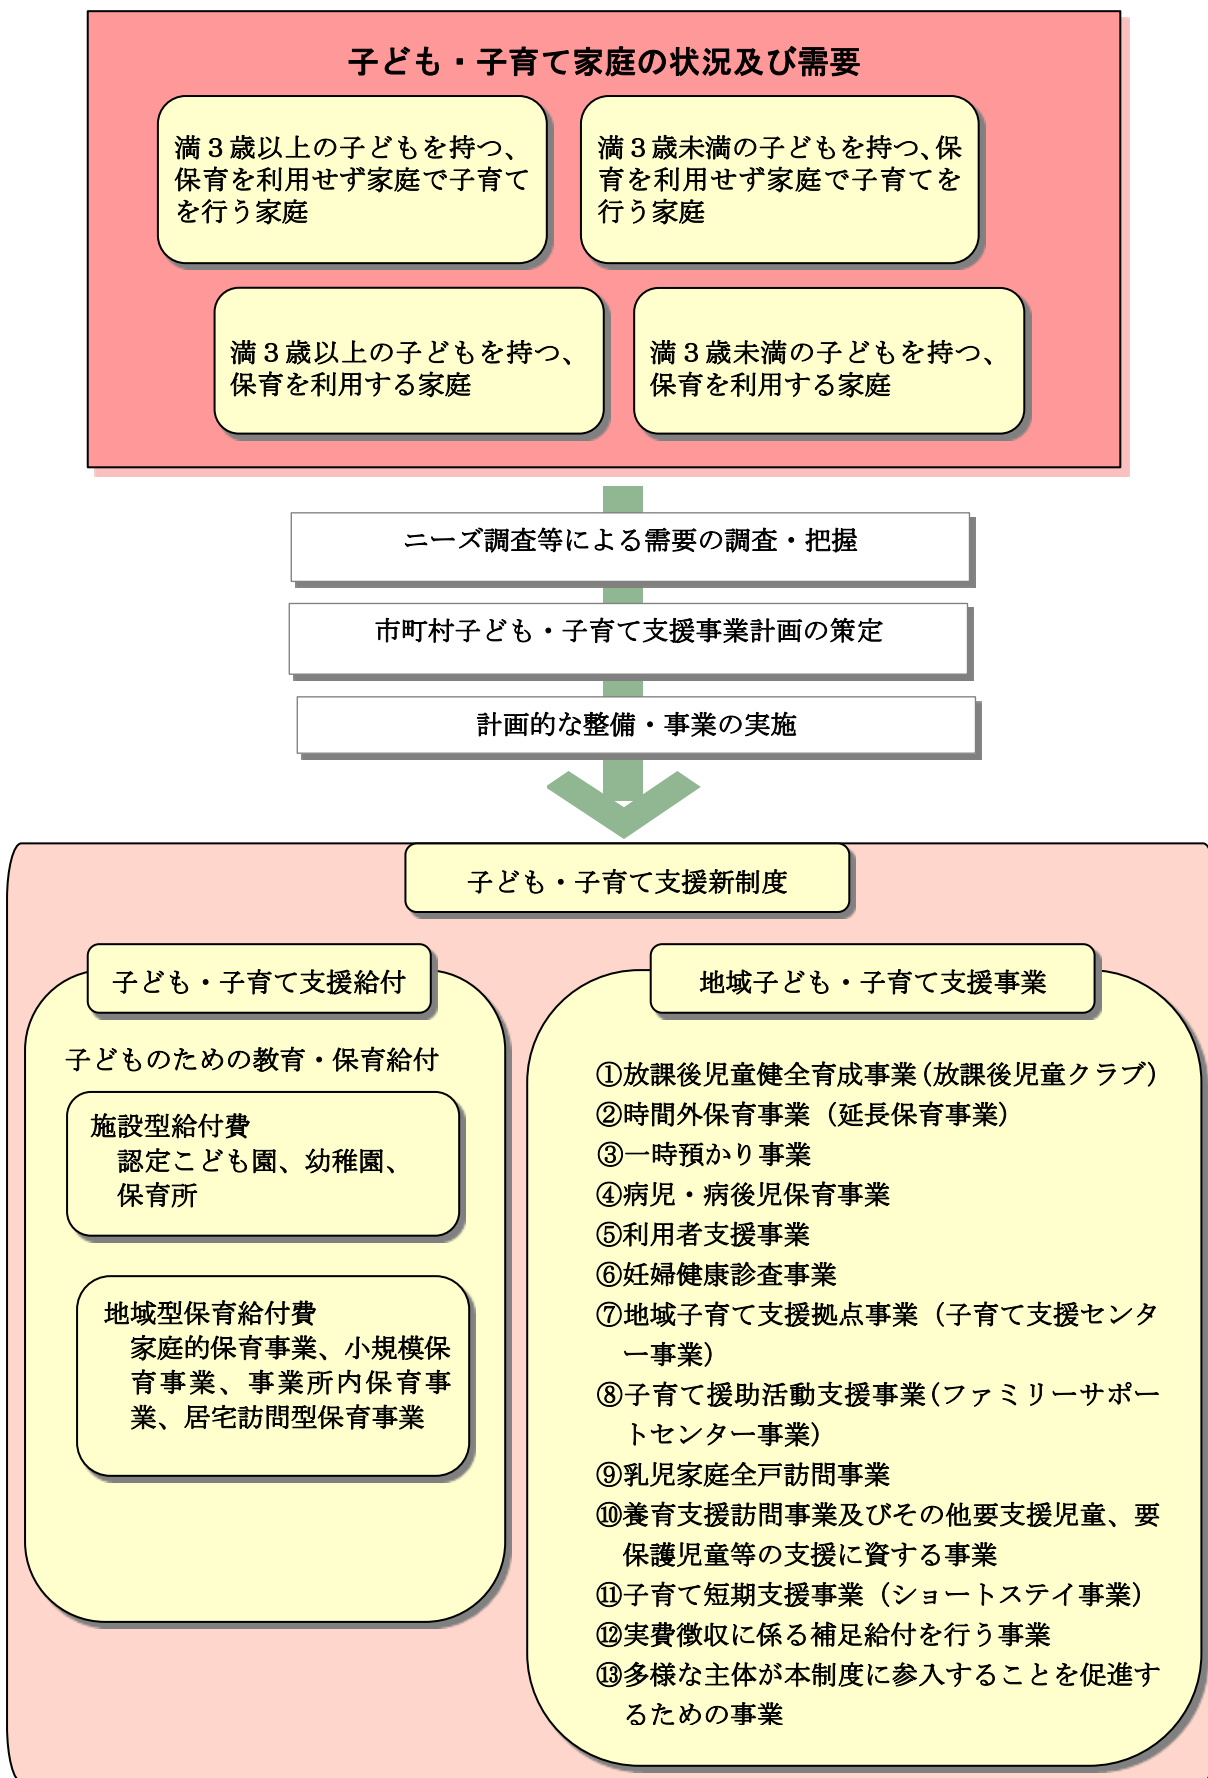 子ども・子育て家庭の状況及び需要
満３歳以上の子どもを持つ、
保育を利用せず家庭で子育て
を行う家庭
満３歳未満の子どもを持つ、保
育を利用せず家庭で子育てを
行う家庭
満３歳以上の子どもを持つ、
保育を利用する家庭
満３歳未満の子どもを持つ、
保育を利用する家庭
ニーズ調査等による需要の調査・把握
市町村子ども・子育て支援事業計画の策定
計画的な整備・事業の実施
子ども・子育て支援新制度
子ども・子育て支援給付
子どものための教育・保育給付
施設型給付費
認定こども園、幼稚園、
保育所
地域型保育給付費
家庭的保育事業、小規模保
育事業、事業所内保育事
業、居宅訪問型保育事業
地域子ども・子育て支援事業
①放課後児童健全育成事業（放課後児童クラブ）
②時間外保育事業（延長保育事業）
③一時預かり事業
④病児・病後児保育事業
⑤利用者支援事業
⑥妊婦健康診査事業
⑦地域子育て支援拠点事業（子育て支援センタ
ー事業）
⑧子育て援助活動支援事業（ファミリーサポー
トセンター事業）
⑨乳児家庭全戸訪問事業
⑩養育支援訪問事業及びその他要支援児童、要
保護児童等の支援に資する事業
⑪子育て短期支援事業（ショートステイ事業）
⑫実費徴収に係る補足給付を行う事業
⑬多様な主体が本制度に参入することを促進す
るための事業